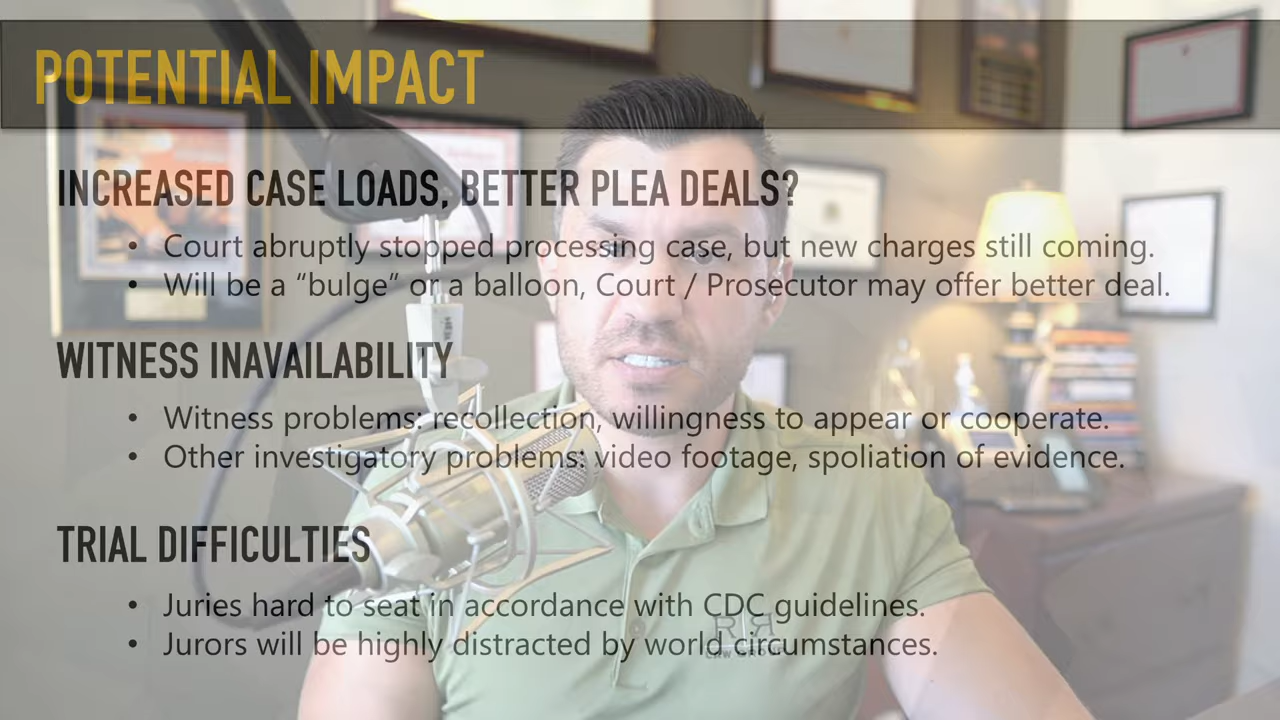 POTENTIAL IMPACT
INCREASED CASE LOADS, BETTER PLEA DEALS?
• Court abruptly stopped processing case, but new charges still coming.
• Will be a “bulge” or a balloon, Court / Prosecutor may offer better deal.
WITNESS INAVAILABILITY
• Witness problems: recollection, willingness to appear or cooperate.
• Other investigatory problems: video footage, spoliation of evidence.
TRIAL DIFFICULTIES
• Juries hard to seat in accordance with CDC guidelines.
• Jurors will be highly distracted by world circumstances.
R|R
LAW GROUP